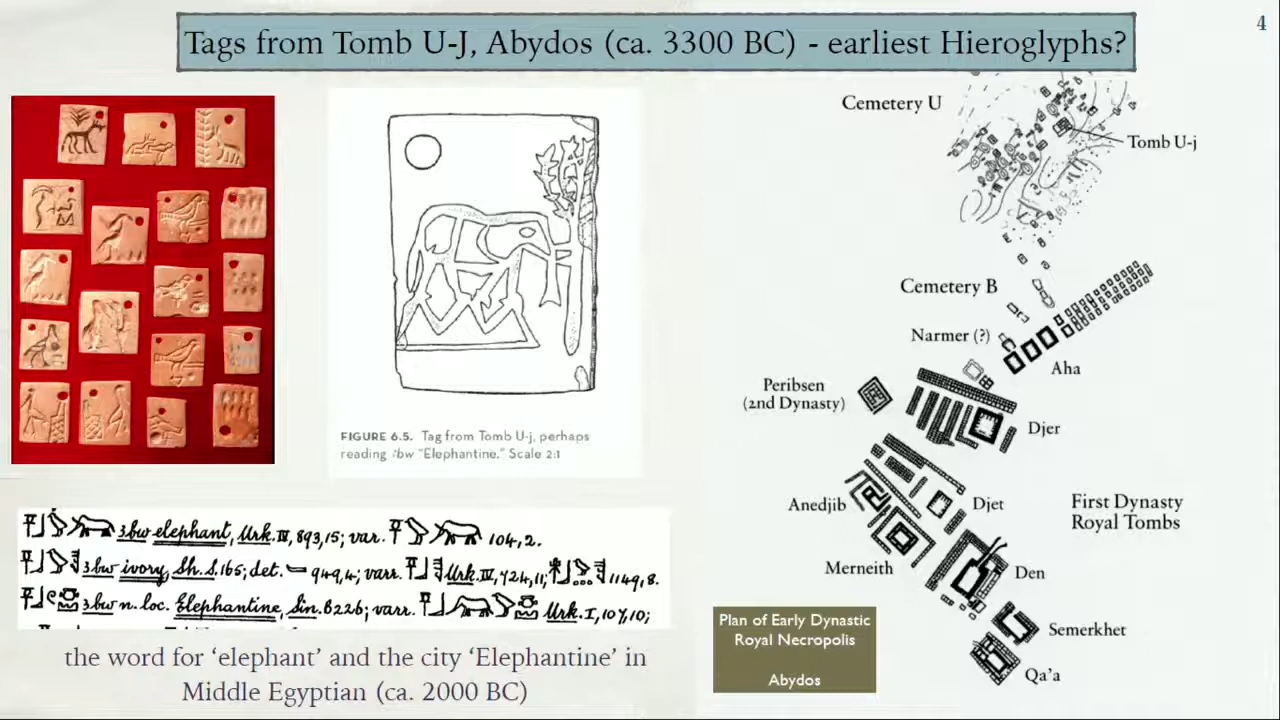 4
Tags from Tomb U-J, Abydos (ca. 3300 BC) - earliest Hieroglyphs?
Cemetery U
Tomb U-j
Cemetery B
Narmer (?)
Aha
Peribsen
(2nd Dynasty)
Djer
Anedjib
Djet
First Dynasty
Royal Tombs
Merneith
Den
Semerkhet
Qa'a
Plan of Early Dynastic
Royal Necropolis
Abydos
FIGURE 6.5. Tag from Tomb U-j, perhaps
reading ꜣbw "Elephantine." Scale 2:1
ꜣbw elephant, Urk. IV, 893,15; var. 104,2.
ꜣbw ivory, Sh. S. 165; det. 949,4; varr. Urk. IV, 724,11; 1149,8.
ꜣbw n. loc. Elephantine, Sin. B226; varr. Urk. I, 107,10;
the word for 'elephant' and the city 'Elephantine' in
Middle Egyptian (ca. 2000 BC)